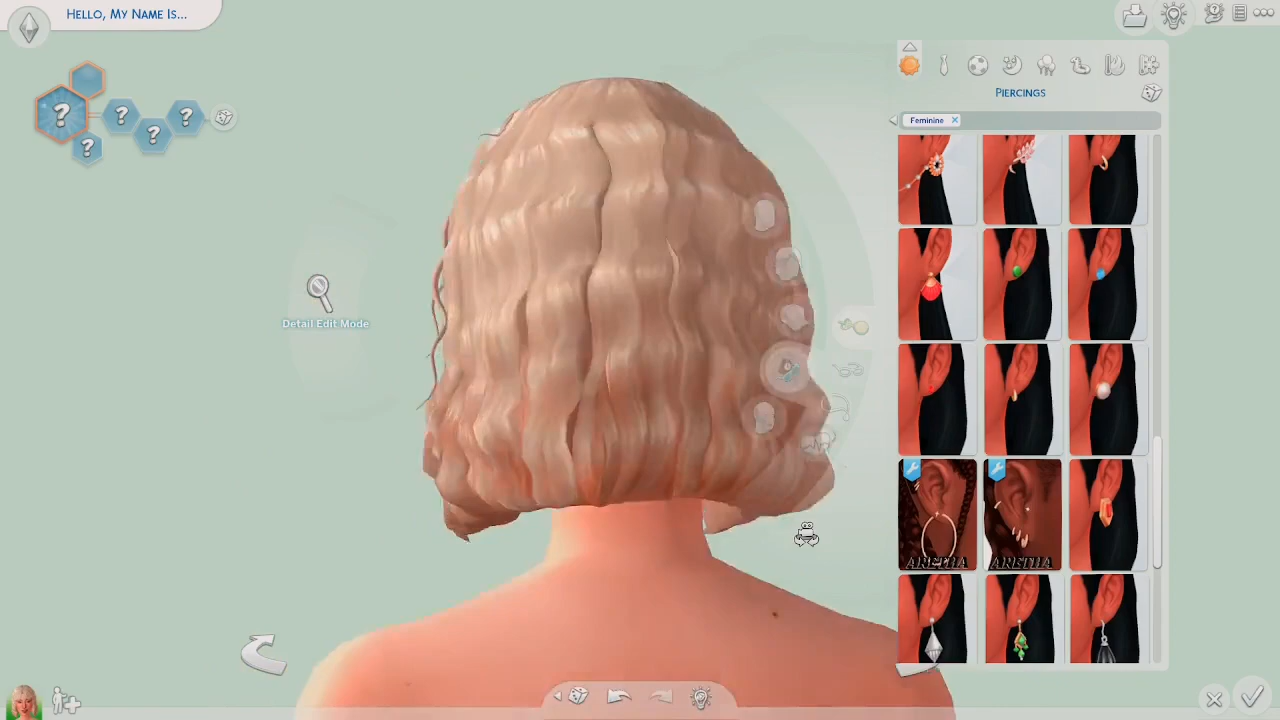 HELLO, MY NAME IS...
?
?
?
?
?
PIERCINGS
Feminine ×
Detail Edit Mode
ARETHA
ARETHA